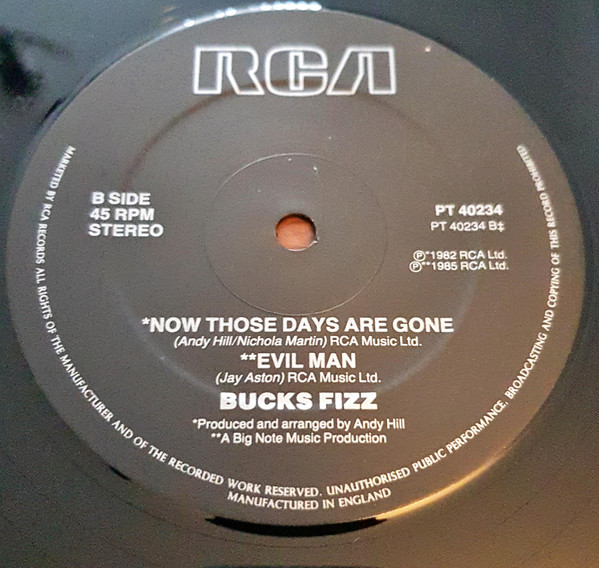 RCA
B SIDE
45 RPM
STEREO
PT 40234
PT 40234 B‡
℗*1982 RCA Ltd.
℗**1985 RCA Ltd.
*NOW THOSE DAYS ARE GONE
(Andy Hill/Nichola Martin) RCA Music Ltd.
**EVIL MAN
(Jay Aston) RCA Music Ltd.
BUCKS FIZZ
*Produced and arranged by Andy Hill
**A Big Note Music Production
MARKETED BY RCA RECORDS ALL RIGHTS OF THE MANUFACTURER AND OF THE RECORDED WORK RESERVED. UNAUTHORISED PUBLIC PERFORMANCE, BROADCASTING AND COPYING OF THIS RECORD PROHIBITED
MANUFACTURED IN ENGLAND